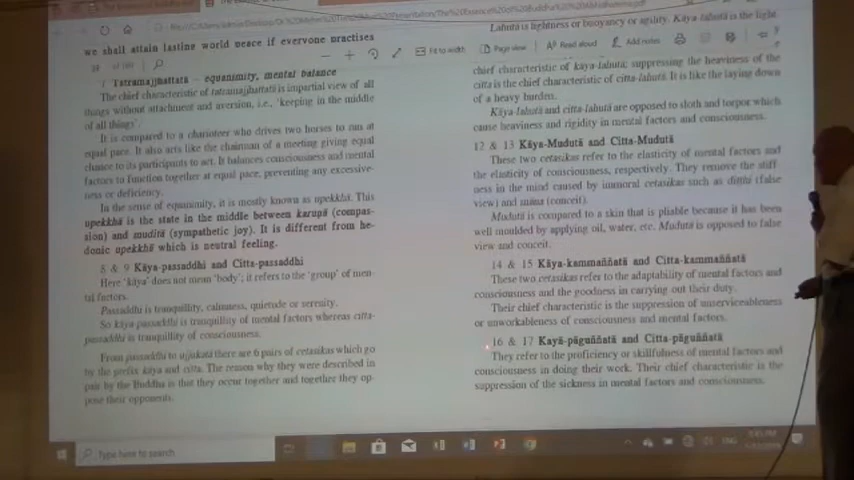 we shall attain lasting world peace if everyone practises
Fit to width
Page view
Read aloud
Add notes
7 Tatramajjhattatā – equanimity, mental balance
The chief characteristic of tatramajjhattatā is impartial view of all
things without attachment and aversion, i.e., 'keeping in the middle
of all things'.
It is compared to a charioteer who drives two horses to run at
equal pace. It also acts like the chairman of a meeting giving equal
chance to its participants to act. It balances consciousness and mental
factors to function together at equal pace, preventing any excessive-
ness or deficiency.
In the sense of equanimity, it is mostly known as upekkhā. This
upekkhā is the state in the middle between karuṇā (compas-
sion) and muditā (sympathetic joy). It is different from he-
donic upekkhā which is neutral feeling.
8 & 9 Kāya-passaddhi and Citta-passaddhi
Here 'kāya' does not mean 'body'; it refers to the 'group' of men-
tal factors.
Passaddhi is tranquility, calmness, quietude or serenity.
So kāya-passaddhi is tranquility of mental factors whereas citta-
passaddhi is tranquility of consciousness.
From passaddhi to ujjukatā there are 6 pairs of cetasikas which go
by the prefix kāya and citta. The reason why they were described in
pair by the Buddha is that they occur together and together they op-
pose their opponents.
Lahutā is lightness or buoyancy or agility. Kāya-lahutā is the light
chief characteristic of kāya-lahutā; suppressing the heaviness of the
citta is the chief characteristic of citta-lahutā. It is like the laying down
of a heavy burden.
Kāya-lahutā and citta-lahutā are opposed to sloth and torpor which
cause heaviness and rigidity in mental factors and consciousness.
12 & 13 Kāya-Mudutā and Citta-Mudutā
These two cetasikas refer to the elasticity of mental factors and
the elasticity of consciousness, respectively. They remove the stiff-
ness in the mind caused by immoral cetasikas such as diṭṭhi (false
view) and māna (conceit).
Mudutā is compared to a skin that is pliable because it has been
well moulded by applying oil, water, etc. Mudutā is opposed to false
view and conceit.
14 & 15 Kāya-kammaññatā and Citta-kammaññatā
These two cetasikas refer to the adaptability of mental factors and
consciousness and the goodness in carrying out their duty.
Their chief characteristic is the suppression of unserviceableness
or unworkableness of consciousness and mental factors.
16 & 17 Kayā-pāguññatā and Citta-pāguññatā
They refer to the proficiency or skillfulness of mental factors and
consciousness in doing their work. Their chief characteristic is the
suppression of the sickness in mental factors and consciousness.
Type here to search
ENG